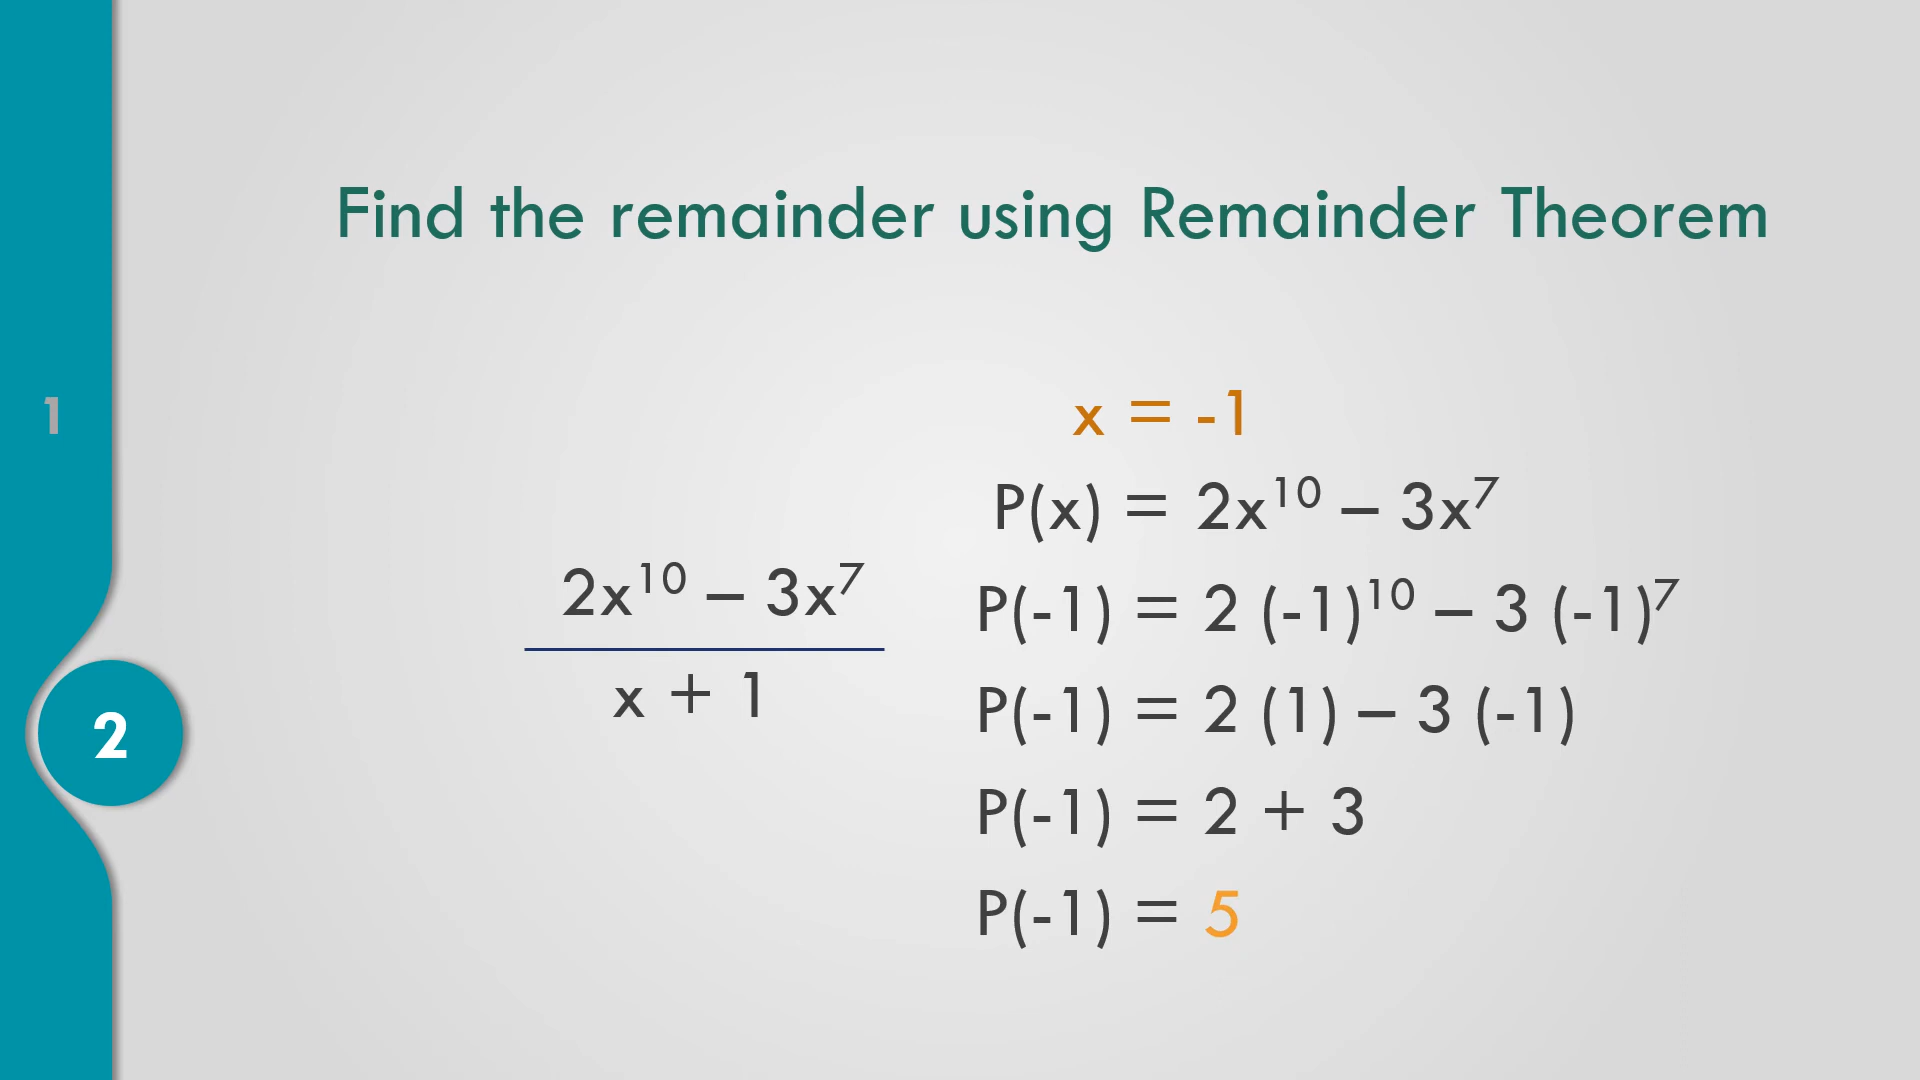 Find the remainder using Remainder Theorem
1
2
2x¹⁰ – 3x⁷
x + 1
x = -1
P(x) = 2x¹⁰ – 3x⁷
P(-1) = 2 (-1)¹⁰ – 3 (-1)⁷
P(-1) = 2 (1) – 3 (-1)
P(-1) = 2 + 3
P(-1) = 5